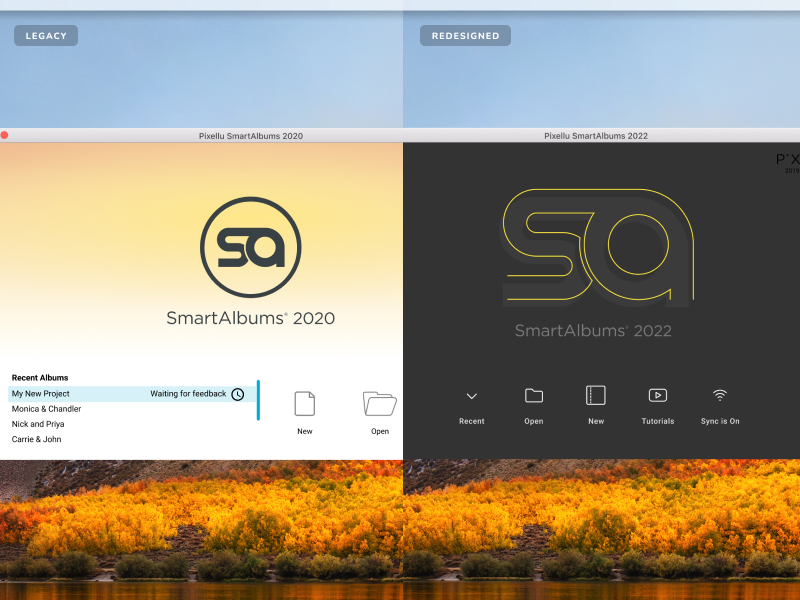 LEGACY
REDESIGNED
Pixellu SmartAlbums 2020
Pixellu SmartAlbums 2022
sa
SmartAlbums® 2020
Recent Albums
My New Project
Waiting for feedback
Monica & Chandler
Nick and Priya
Carrie & John
New
Open
PIX
2019
sa
SmartAlbums® 2022
Recent
Open
New
Tutorials
Sync is On